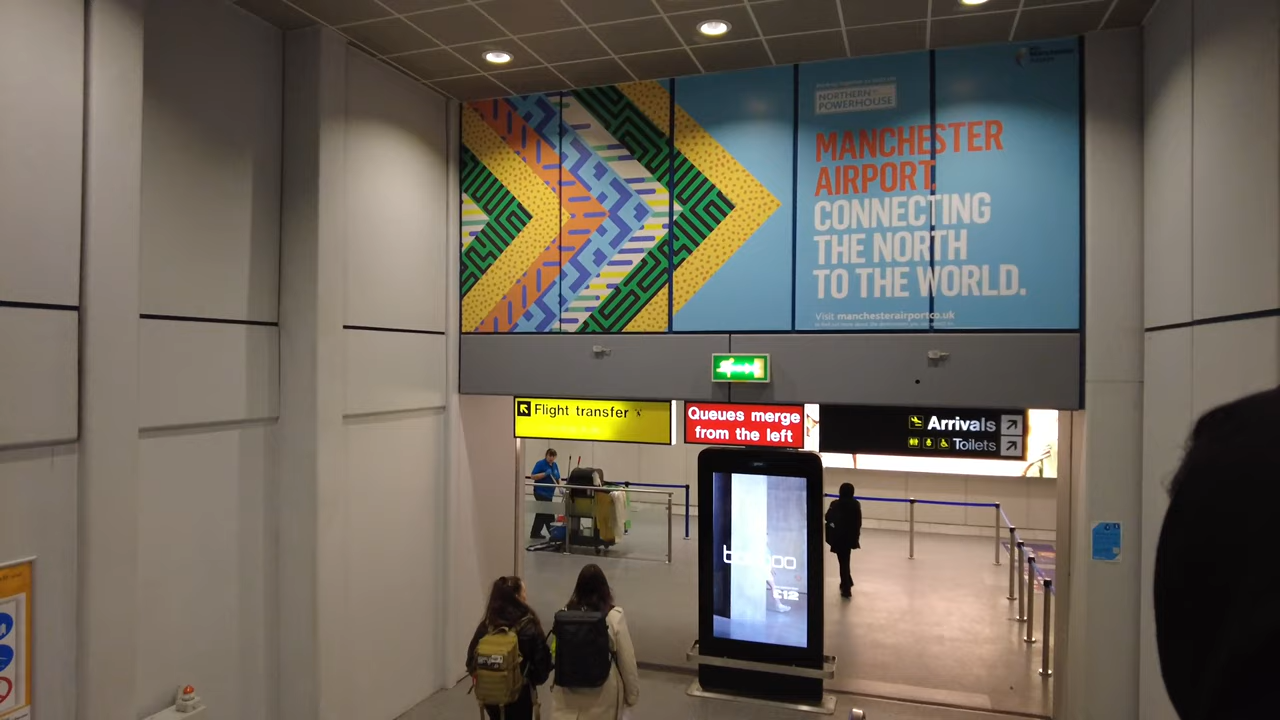 NORTHERN
POWERHOUSE
MANCHESTER
AIRPORT.
CONNECTING
THE NORTH
TO THE WORLD.
Visit manchesterairport.co.uk
Flight transfer
Queues merge
from the left
Arrivals
Toilets